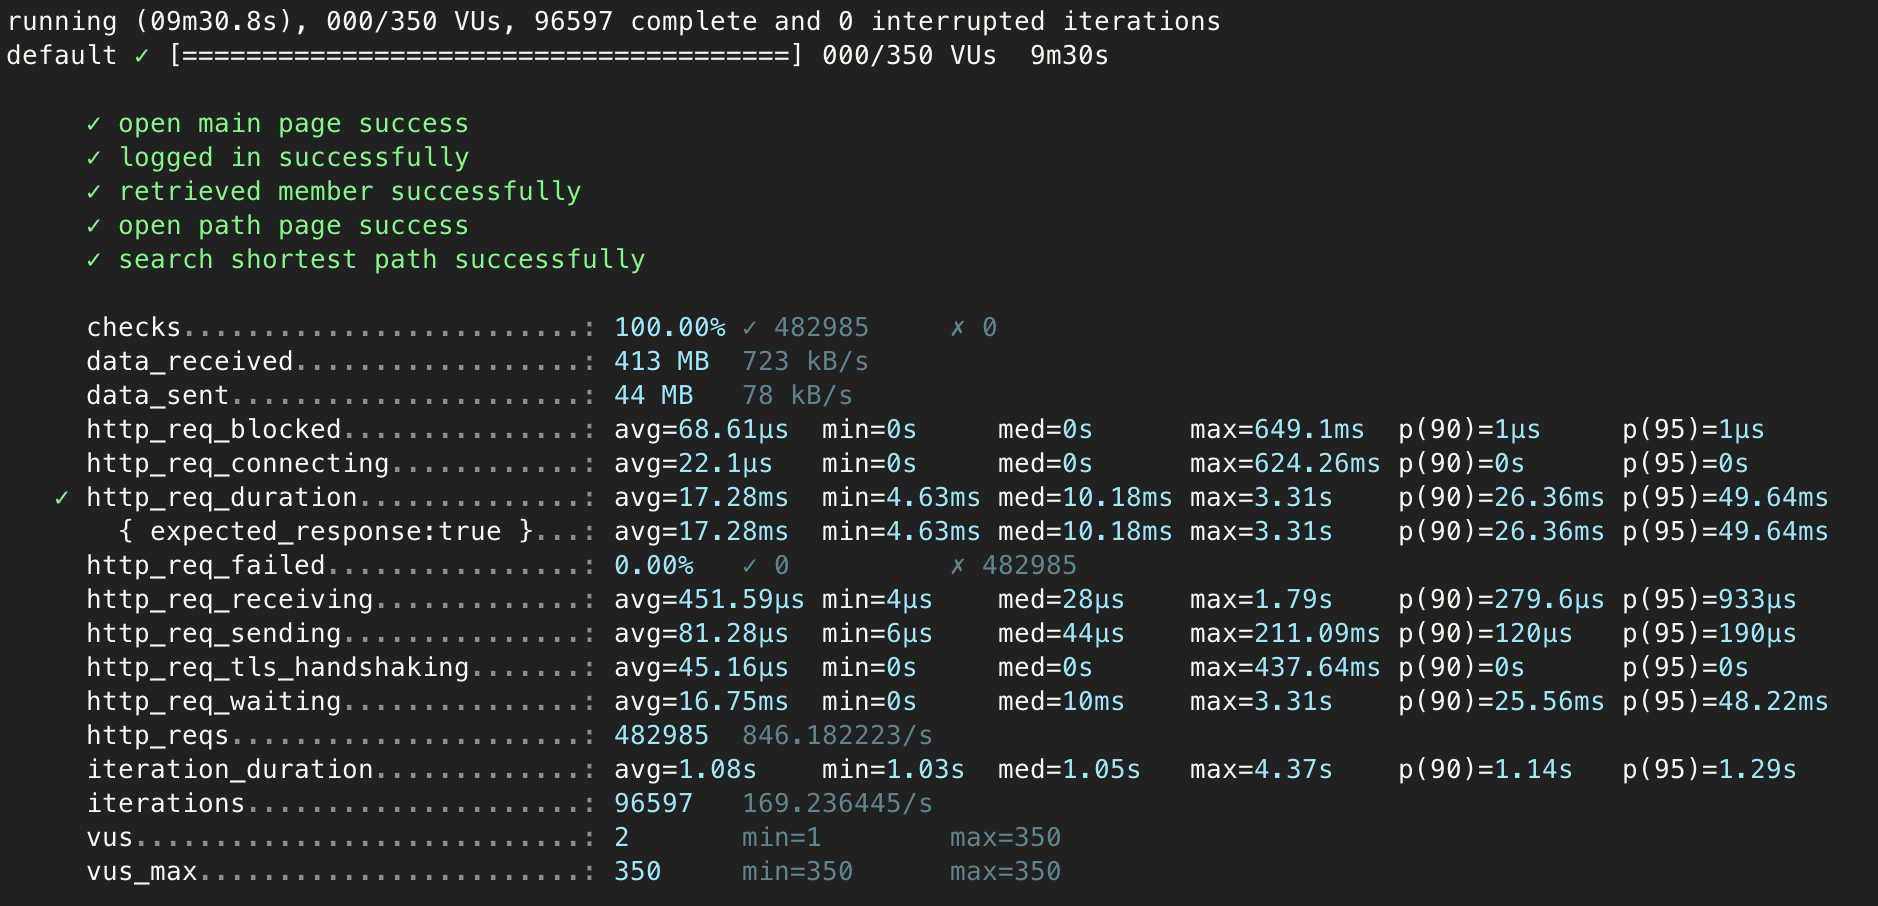 running (09m30.8s), 000/350 VUs, 96597 complete and 0 interrupted iterations
default ✓ [======================================] 000/350 VUs  9m30s
✓ open main page success
✓ logged in successfully
✓ retrieved member successfully
✓ open path page success
✓ search shortest path successfully
checks.........................: 100.00% ✓ 482985     ✗ 0
data_received..................: 413 MB  723 kB/s
data_sent......................: 44 MB   78 kB/s
http_req_blocked...............: avg=68.61µs  min=0s     med=0s      max=649.1ms  p(90)=1µs     p(95)=1µs
http_req_connecting............: avg=22.1µs   min=0s     med=0s      max=624.26ms p(90)=0s      p(95)=0s
✓ http_req_duration..............: avg=17.28ms  min=4.63ms med=10.18ms max=3.31s    p(90)=26.36ms p(95)=49.64ms
{ expected_response:true }...: avg=17.28ms  min=4.63ms med=10.18ms max=3.31s    p(90)=26.36ms p(95)=49.64ms
http_req_failed................: 0.00%   ✓ 0          ✗ 482985
http_req_receiving.............: avg=451.59µs min=4µs    med=28µs    max=1.79s    p(90)=279.6µs p(95)=933µs
http_req_sending...............: avg=81.28µs  min=6µs    med=44µs    max=211.09ms p(90)=120µs   p(95)=190µs
http_req_tls_handshaking.......: avg=45.16µs  min=0s     med=0s      max=437.64ms p(90)=0s      p(95)=0s
http_req_waiting...............: avg=16.75ms  min=0s     med=10ms    max=3.31s    p(90)=25.56ms p(95)=48.22ms
http_reqs......................: 482985  846.182223/s
iteration_duration.............: avg=1.08s    min=1.03s  med=1.05s   max=4.37s    p(90)=1.14s   p(95)=1.29s
iterations.....................: 96597   169.236445/s
vus............................: 2       min=1        max=350
vus_max........................: 350     min=350      max=350